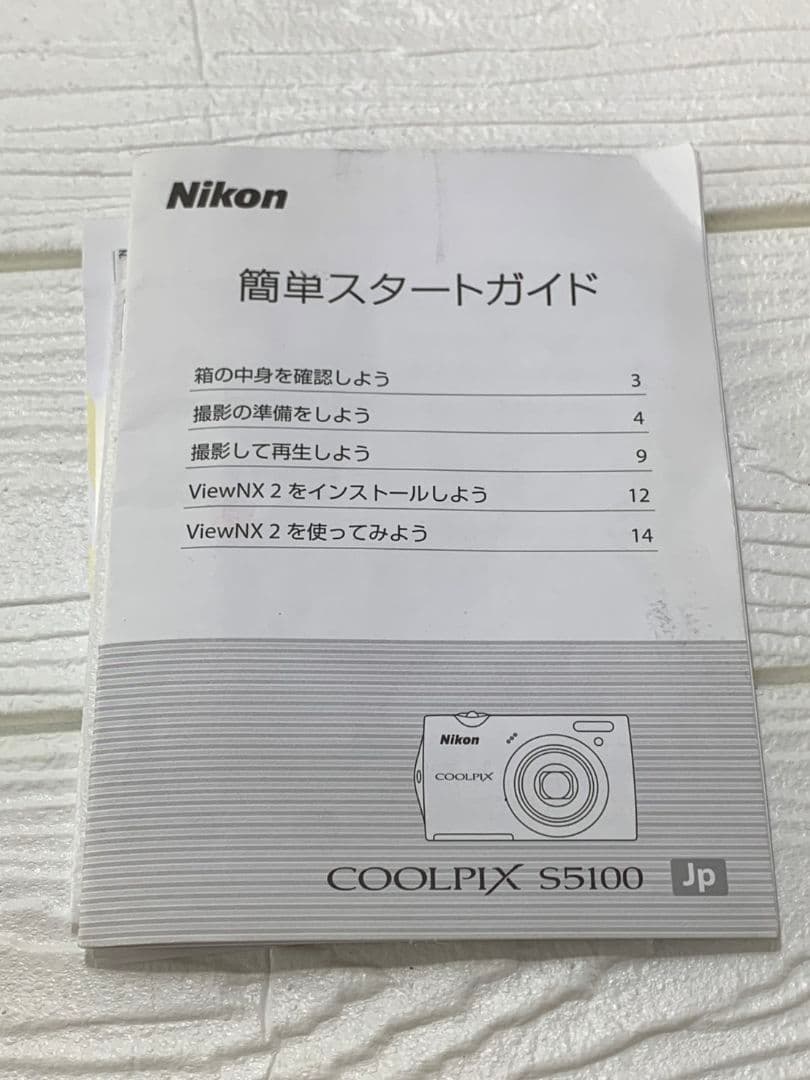 Nikon
簡単スタートガイド
箱の中身を確認しよう 3
撮影の準備をしよう 4
撮影して再生しよう 9
ViewNX 2 をインストールしよう 12
ViewNX 2 を使ってみよう 14
Nikon
COOLPIX
COOLPIX S5100 Jp